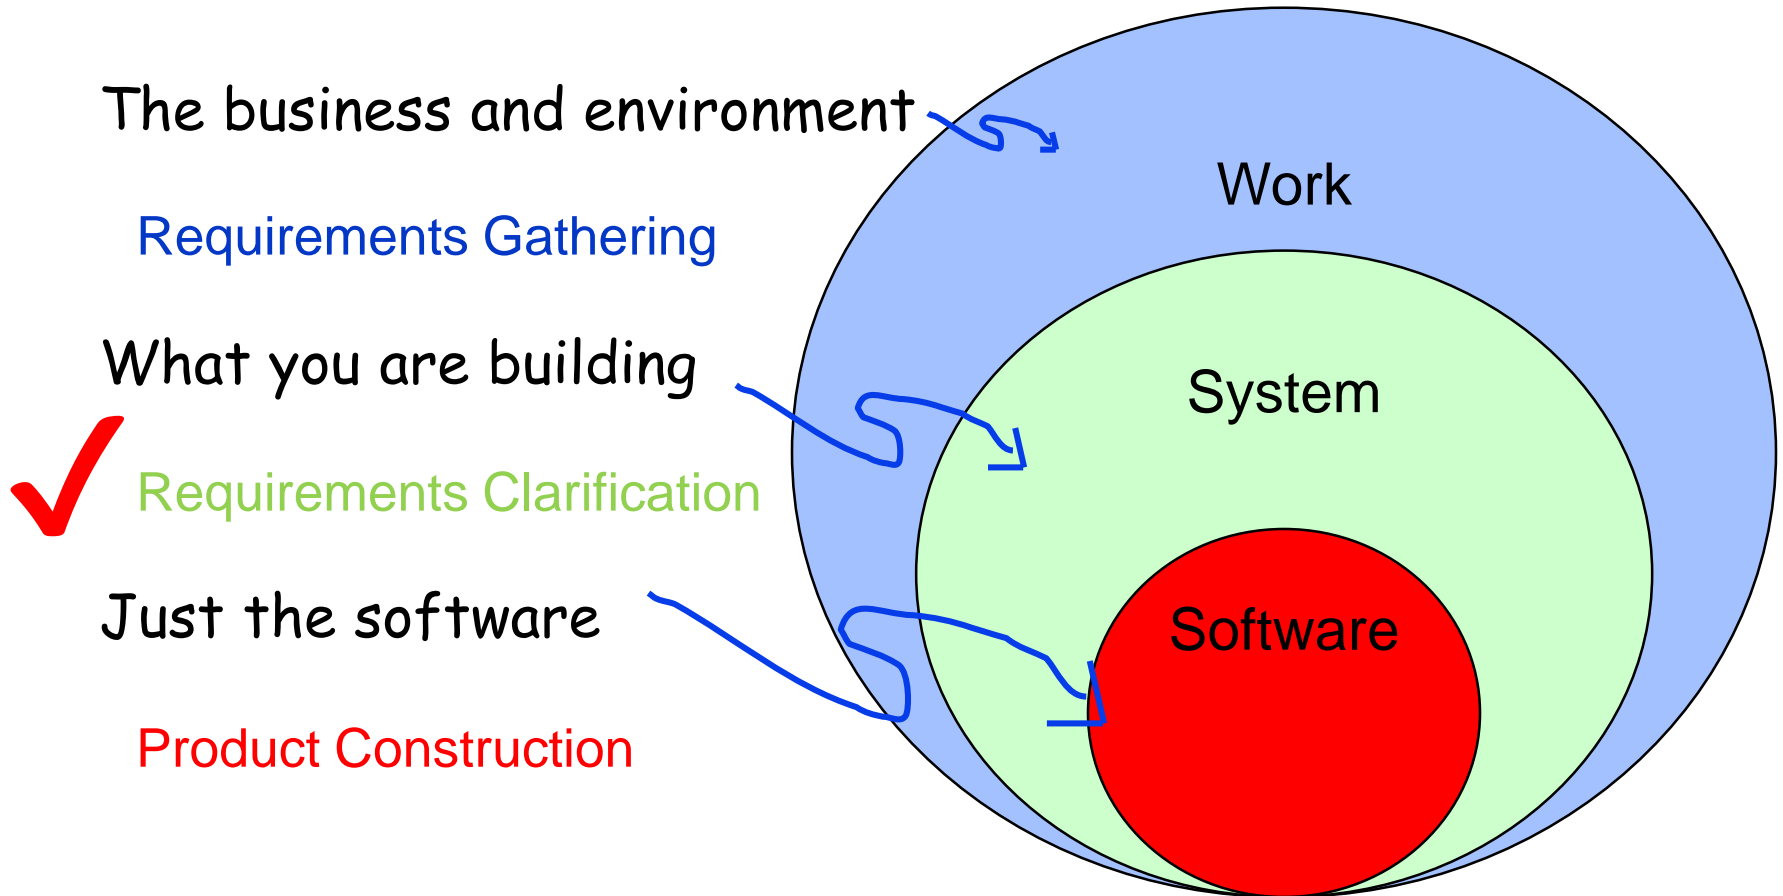 The business and environment
Work
Requirements Gathering
What you are building
System
Requirements Clarification
Just the software
Software
Product Construction